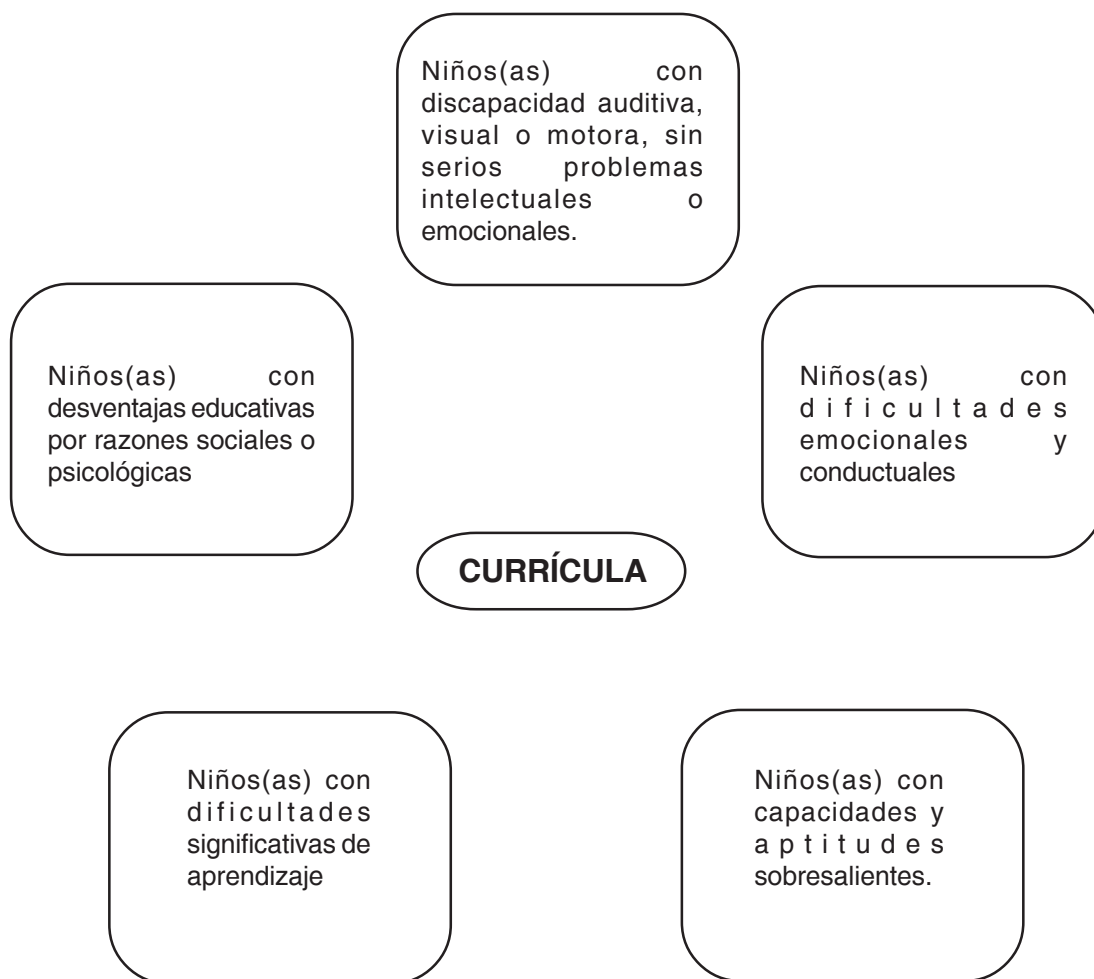 Niños(as) con
discapacidad auditiva,
visual o motora, sin
serios problemas
intelectuales o
emocionales.
Niños(as) con
desventajas educativas
por razones sociales o
psicológicas
Niños(as) con
dificultades
emocionales y
conductuales
CURRÍCULA
Niños(as) con
dificultades
significativas de
aprendizaje
Niños(as) con
capacidades y
aptitudes
sobresalientes.